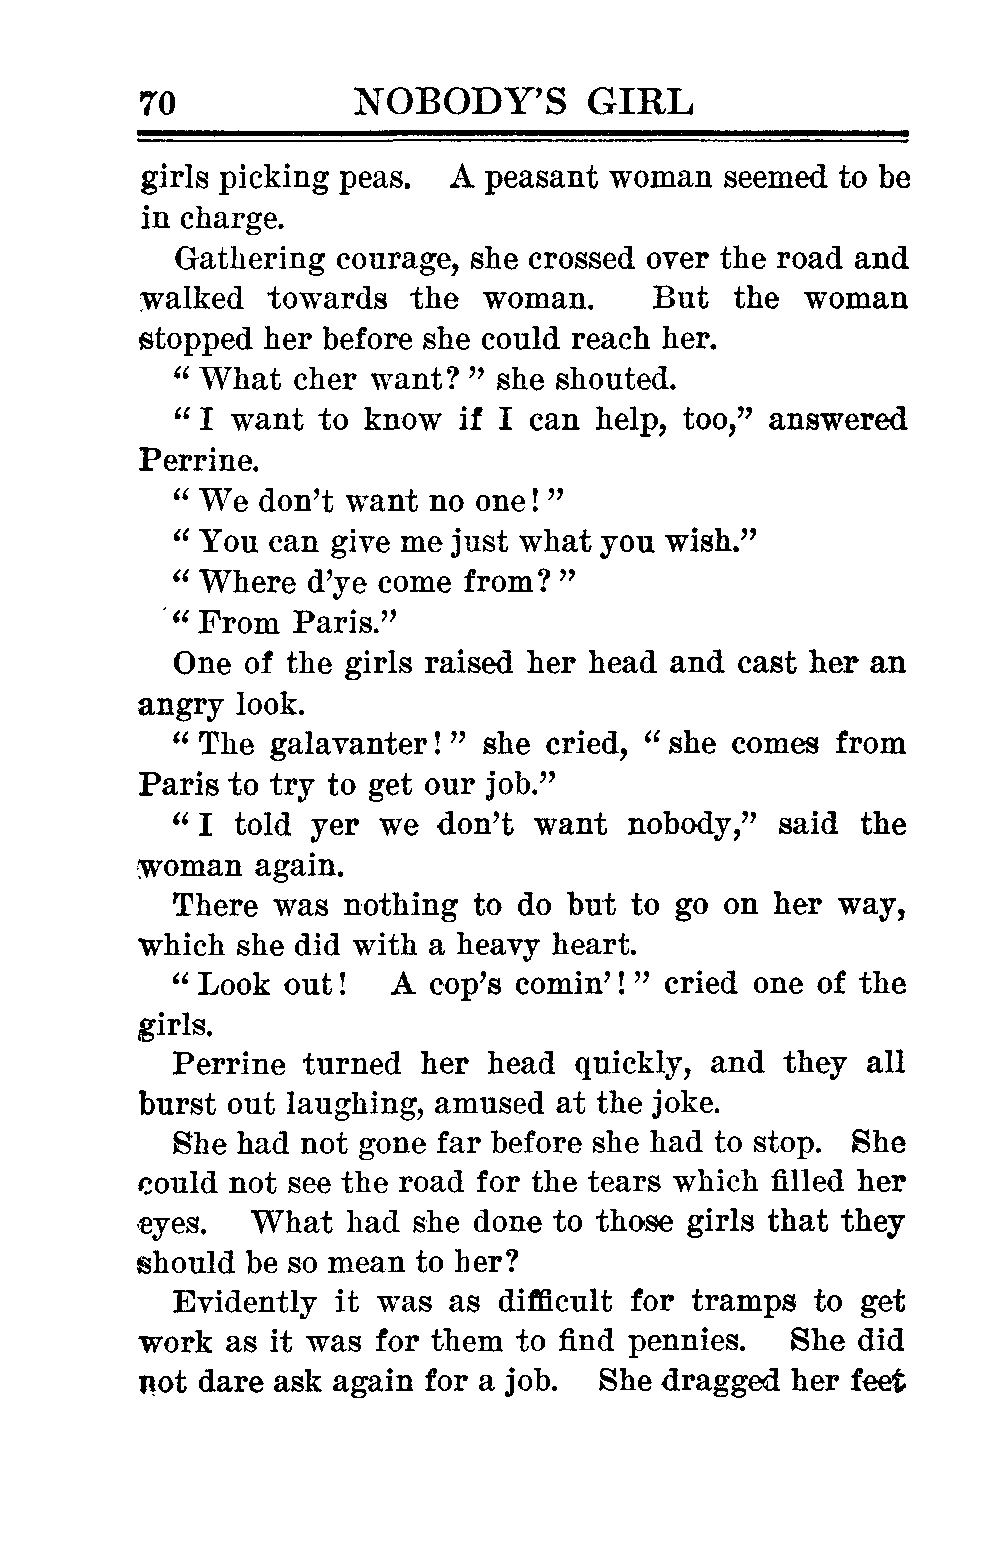 70 NOBODY'S GIRL
girls picking peas. A peasant woman seemed to be
in charge.
Gathering courage, she crossed over the road and
walked towards the woman. But the woman
stopped her before she could reach her.
“ What cher want? ” she shouted.
“ I want to know if I can help, too,” answered
Perrine.
“ We don't want no one! ”
“ You can give me just what you wish.”
“ Where d'ye come from? ”
“ From Paris.”
One of the girls raised her head and cast her an
angry look.
“ The galavanter! ” she cried, “ she comes from
Paris to try to get our job.”
“ I told yer we don't want nobody,” said the
woman again.
There was nothing to do but to go on her way,
which she did with a heavy heart.
“ Look out! A cop's comin'! ” cried one of the
girls.
Perrine turned her head quickly, and they all
burst out laughing, amused at the joke.
She had not gone far before she had to stop. She
could not see the road for the tears which filled her
eyes. What had she done to those girls that they
should be so mean to her?
Evidently it was as difficult for tramps to get
work as it was for them to find pennies. She did
not dare ask again for a job. She dragged her feet